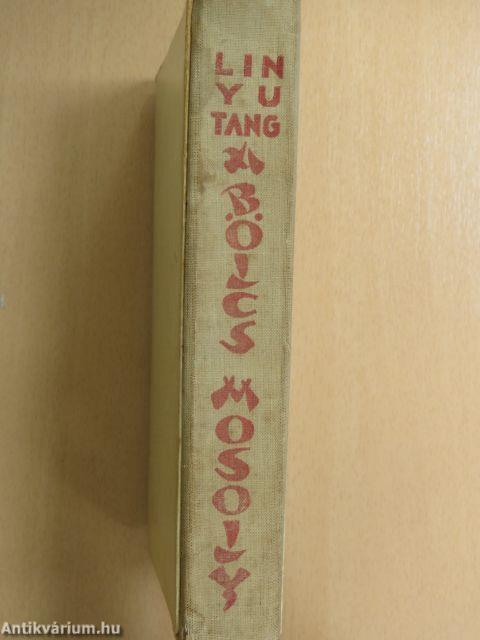 LIN
YU
TANG
A
BÖLCS
MOSOLY
Antikvárium.hu